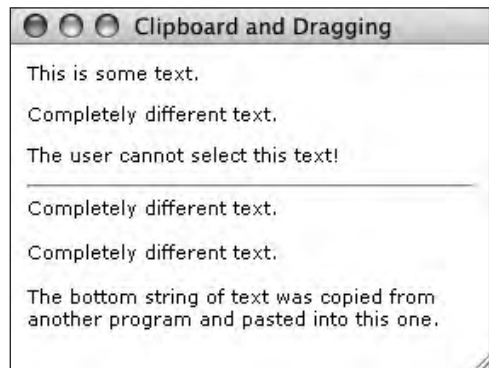 Clipboard and Dragging
This is some text.
Completely different text.
The user cannot select this text!
Completely different text.
Completely different text.
The bottom string of text was copied from
another program and pasted into this one.